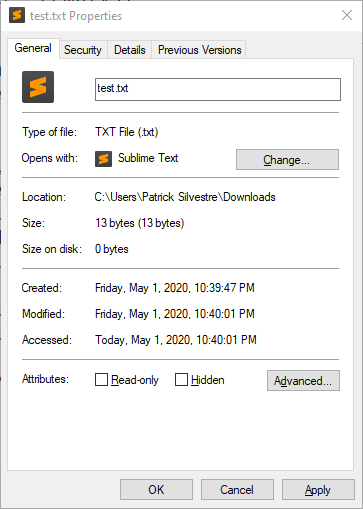 test.txt Properties
General Security Details Previous Versions
test.txt
Type of file: TXT File (.txt)
Opens with: Sublime Text Change...
Location: C:\Users\Patrick Silvestre\Downloads
Size: 13 bytes (13 bytes)
Size on disk: 0 bytes
Created: Friday, May 1, 2020, 10:39:47 PM
Modified: Friday, May 1, 2020, 10:40:01 PM
Accessed: Today, May 1, 2020, 10:40:01 PM
Attributes: Read-only Hidden Advanced...
OK Cancel Apply